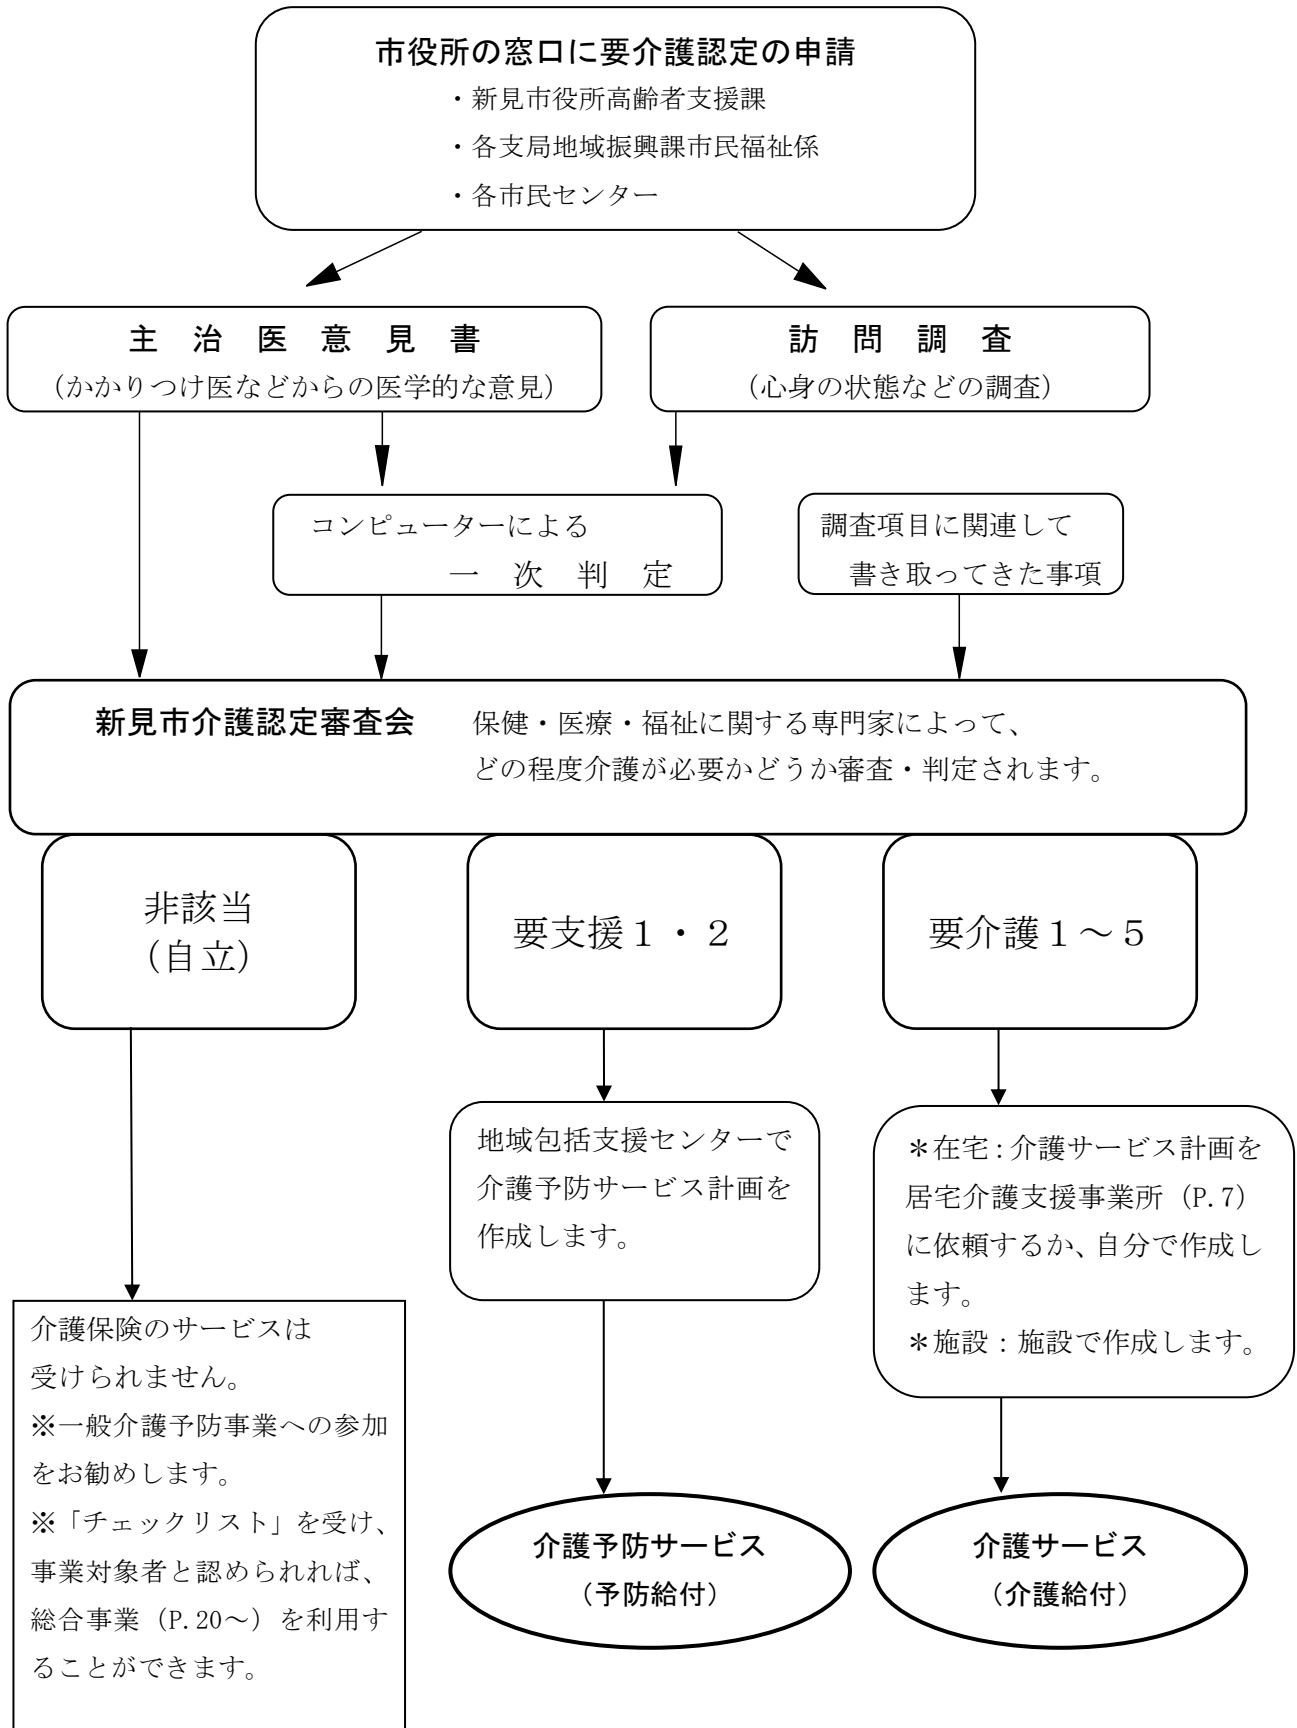 市役所の窓口に要介護認定の申請
・新見市役所高齢者支援課
・各支局地域振興課市民福祉係
・各市民センター
主 治 医 意 見 書
(かかりつけ医などからの医学的な意見)
訪 問 調 査
(心身の状態などの調査)
コンピューターによる
一 次 判 定
調査項目に関連して
書き取ってきた事項
新見市介護認定審査会 保健・医療・福祉に関する専門家によって、
どの程度介護が必要かどうか審査・判定されます。
非該当
(自立)
要支援1・2
要介護1～5
地域包括支援センターで
介護予防サービス計画を
作成します。
*在宅:介護サービス計画を
居宅介護支援事業所(P.7)
に依頼するか、自分で作成し
ます。
*施設:施設で作成します。
介護保険のサービスは
受けられません。
※一般介護予防事業への参加
をお勧めします。
※「チェックリスト」を受け、
事業対象者と認められれば、
総合事業(P.20～)を利用す
ることができます。
介護予防サービス
(予防給付)
介護サービス
(介護給付)